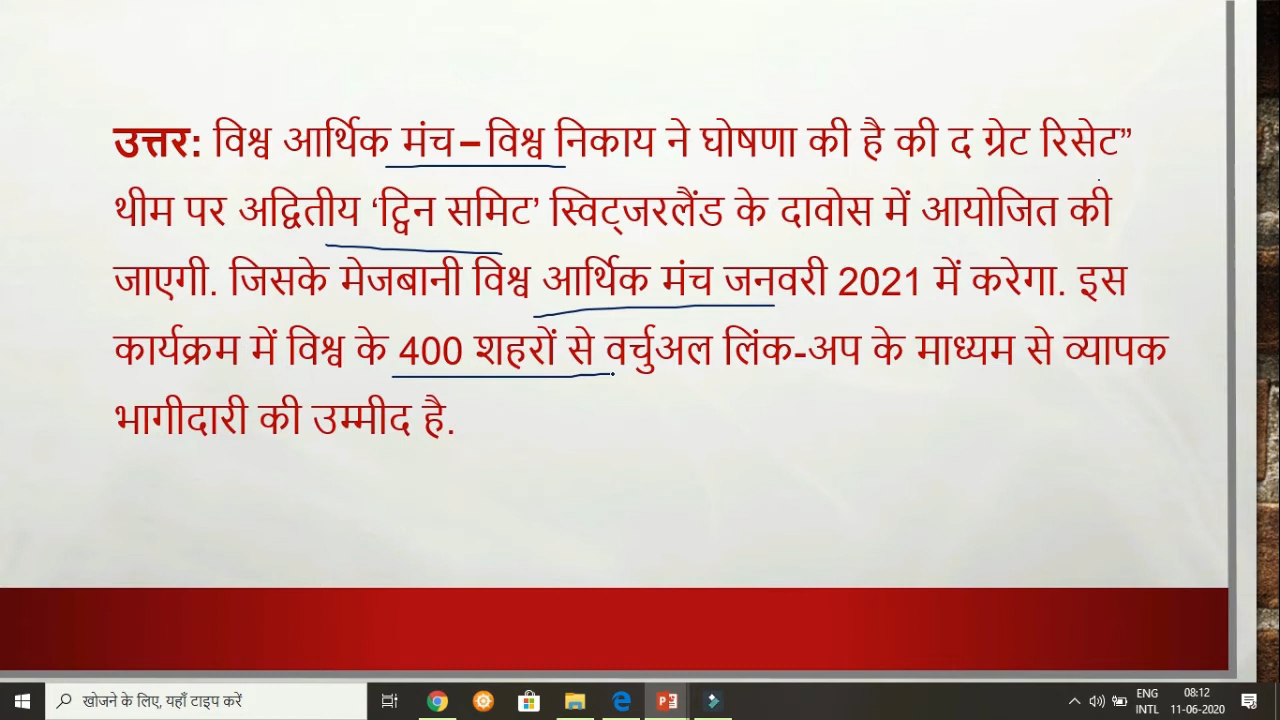 उत्तर: विश्व आर्थिक मंच–विश्व निकाय ने घोषणा की है की द ग्रेट रिसेट”
थीम पर अद्वितीय ‘ट्विन समिट’ स्विट्जरलैंड के दावोस में आयोजित की
जाएगी. जिसके मेजबानी विश्व आर्थिक मंच जनवरी 2021 में करेगा. इस
कार्यक्रम में विश्व के 400 शहरों से वर्चुअल लिंक-अप के माध्यम से व्यापक
भागीदारी की उम्मीद है.
खोजने के लिए, यहाँ टाइप करें
ENG
INTL
08:12
11-06-2020